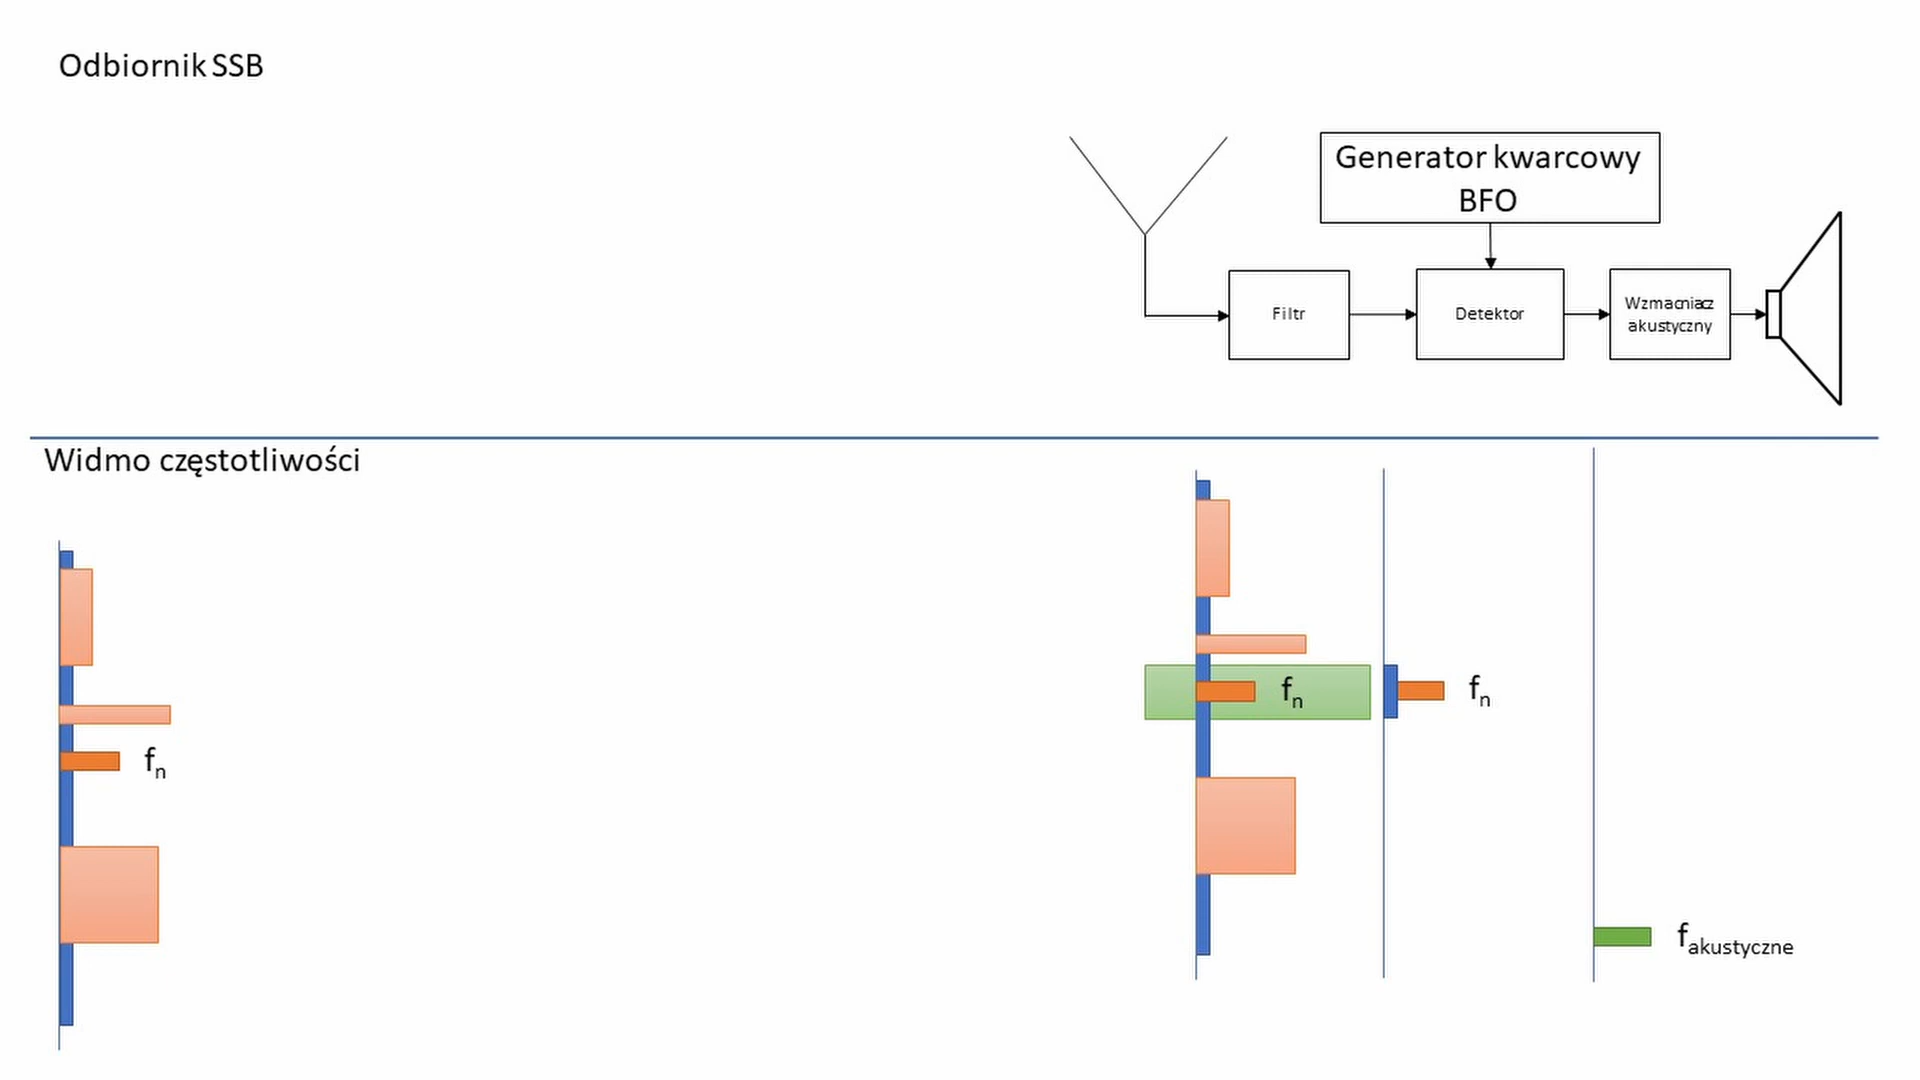 Odbiornik SSB
Generator kwarcowy
BFO
Filtr
Detektor
Wzmacniacz
akustyczny
Widmo częstotliwości
fn
fn
fn
fakustyczne